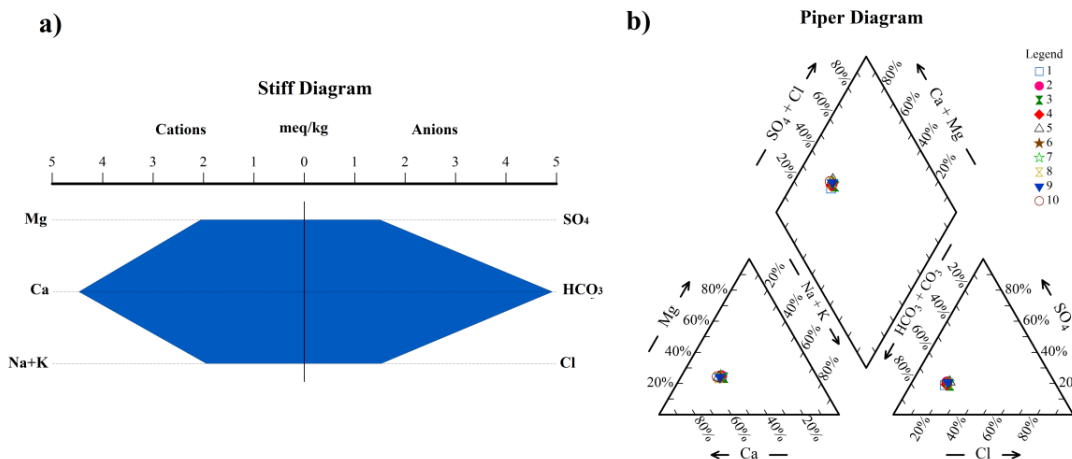 a)
Stiff Diagram
Cations meq/kg Anions
5 4 3 2 1 0 1 2 3 4 5
Mg SO₄
Ca HCO₃
Na+K Cl
b)
Piper Diagram
Legend
1
2
3
4
5
6
7
8
9
10
SO₄ + Cl
20% 40% 60% 80%
Ca + Mg
80% 60% 40% 20%
Mg
20% 40% 60% 80%
Na + K
20% 40% 60% 80%
80% 60% 40% 20%
Ca
HCO₃ + CO₃
20% 40% 60% 80%
SO₄
80% 60% 40% 20%
20% 40% 60% 80%
Cl